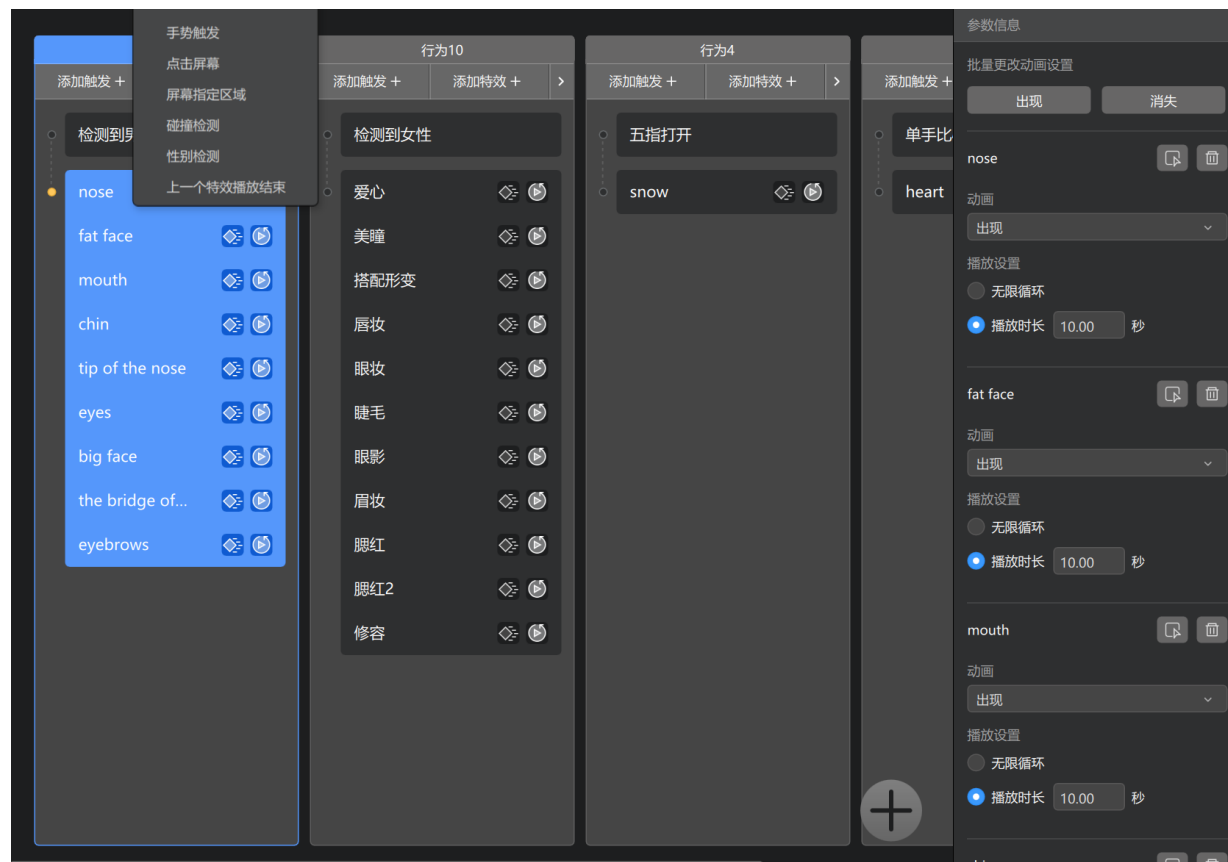 手势触发
点击屏幕
屏幕指定区域
碰撞检测
性别检测
上一个特效播放结束
添加触发 +
检测到男
nose
fat face
mouth
chin
tip of the nose
eyes
big face
the bridge of...
eyebrows
行为10
添加触发 +
添加特效 +
检测到女性
爱心
美瞳
搭配形变
唇妆
眼妆
睫毛
眼影
眉妆
腮红
腮红2
修容
行为4
添加触发 +
添加特效 +
五指打开
snow
添加触发 +
单手比
heart
参数信息
批量更改动画设置
出现
消失
nose
动画
出现
播放设置
无限循环
播放时长 10.00 秒
fat face
动画
出现
播放设置
无限循环
播放时长 10.00 秒
mouth
动画
出现
播放设置
无限循环
播放时长 10.00 秒